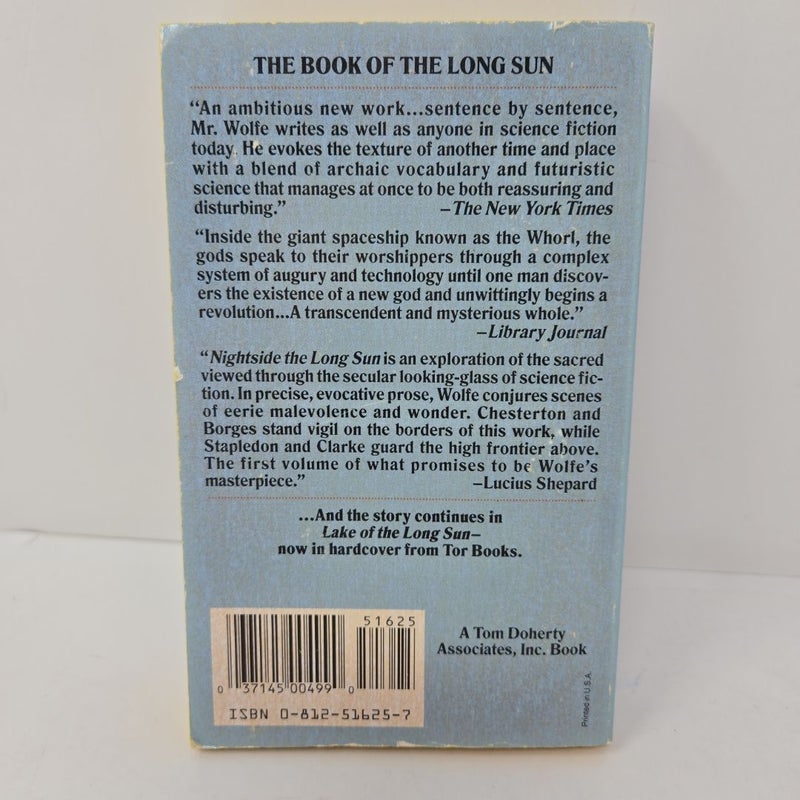 THE BOOK OF THE LONG SUN
“An ambitious new work...sentence by sentence,
Mr. Wolfe writes as well as anyone in science fiction
today. He evokes the texture of another time and place
with a blend of archaic vocabulary and futuristic
science that manages at once to be both reassuring and
disturbing.” –The New York Times
“Inside the giant spaceship known as the Whorl, the
gods speak to their worshippers through a complex
system of augury and technology until one man discov-
ers the existence of a new god and unwittingly begins a
revolution...A transcendent and mysterious whole.”
–Library Journal
“Nightside the Long Sun is an exploration of the sacred
viewed through the secular looking-glass of science fic-
tion. In precise, evocative prose, Wolfe conjures scenes
of eerie malevolence and wonder. Chesterton and
Borges stand vigil on the borders of this work, while
Stapledon and Clarke guard the high frontier above.
The first volume of what promises to be Wolfe’s
masterpiece.” –Lucius Shepard
...And the story continues in
Lake of the Long Sun–
now in hardcover from Tor Books.
51625
0 37145 00499 0
ISBN 0-812-51625-7
A Tom Doherty
Associates, Inc. Book
Printed in U.S.A.